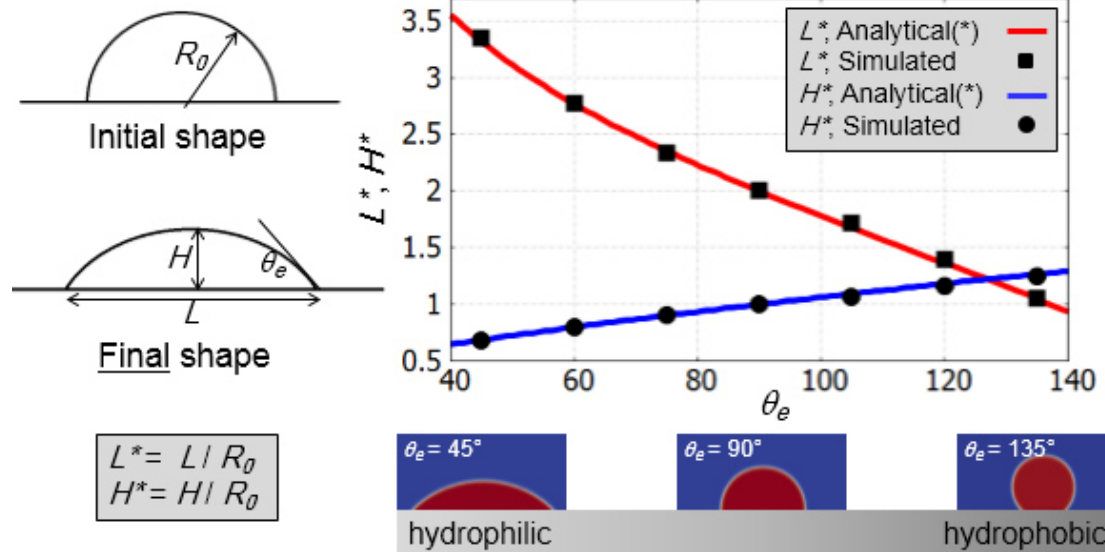 R₀
Initial shape
H
θₑ
L
Final shape
L* = L / R₀
H* = H / R₀
L*, H*
3.5
3
2.5
2
1.5
1
0.5
40
60
80
100
120
140
θₑ
L*, Analytical(*)
L*, Simulated
H*, Analytical(*)
H*, Simulated
θₑ = 45°
θₑ = 90°
θₑ = 135°
hydrophilic
hydrophobic